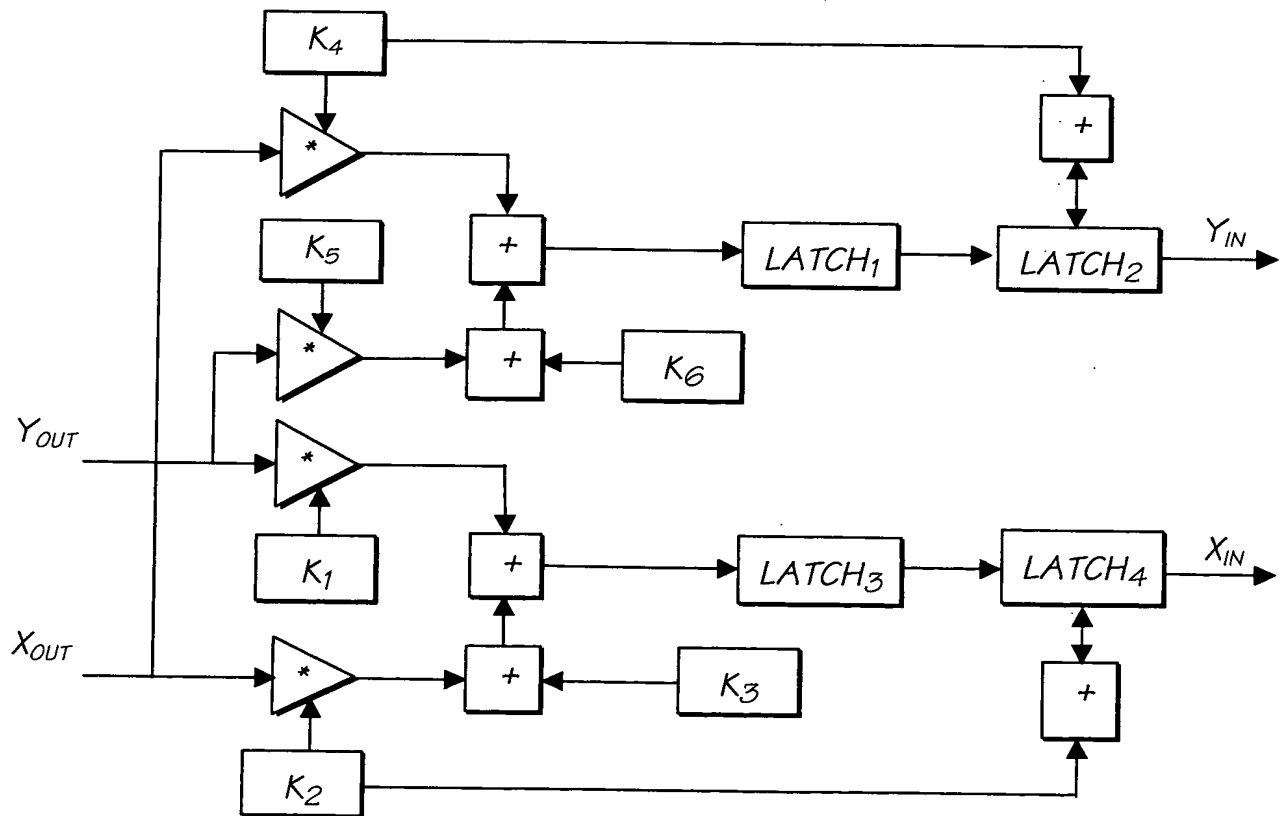 K4
+
*
K5
+
LATCH1
LATCH2
YIN
*
+
K6
YOUT
*
K1
+
LATCH3
LATCH4
XIN
XOUT
*
+
K3
+
K2